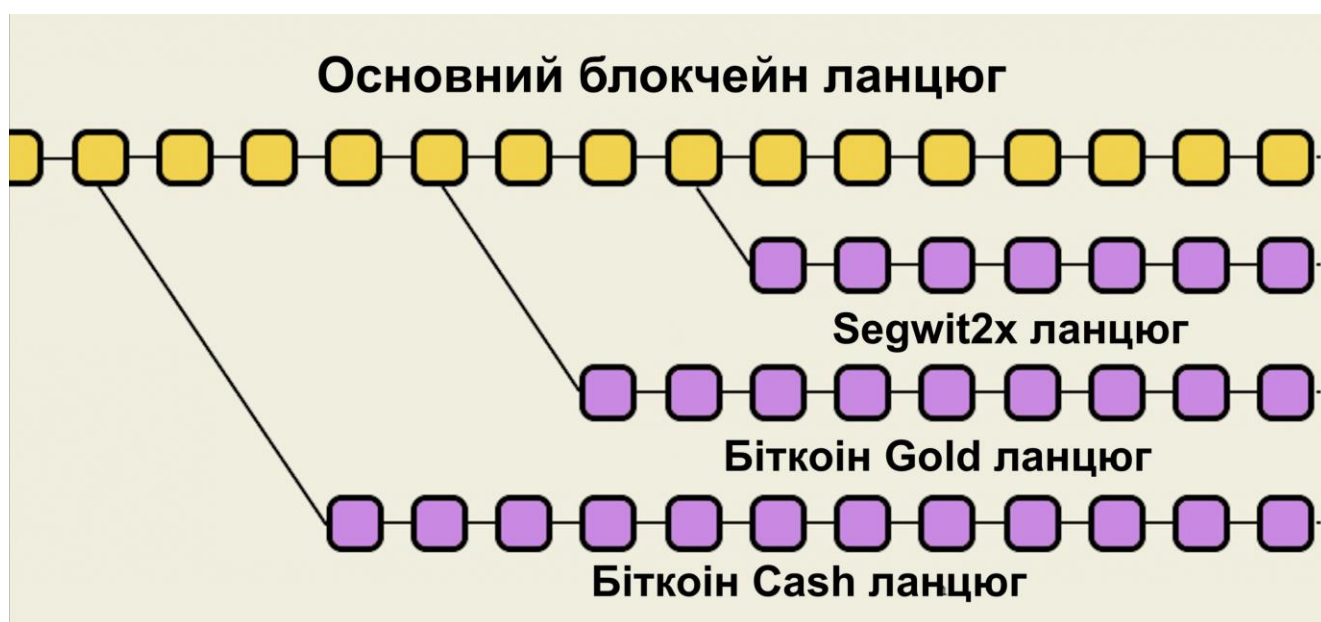 Основний блокчейн ланцюг
Segwit2x ланцюг
Біткоін Gold ланцюг
Біткоін Cash ланцюг